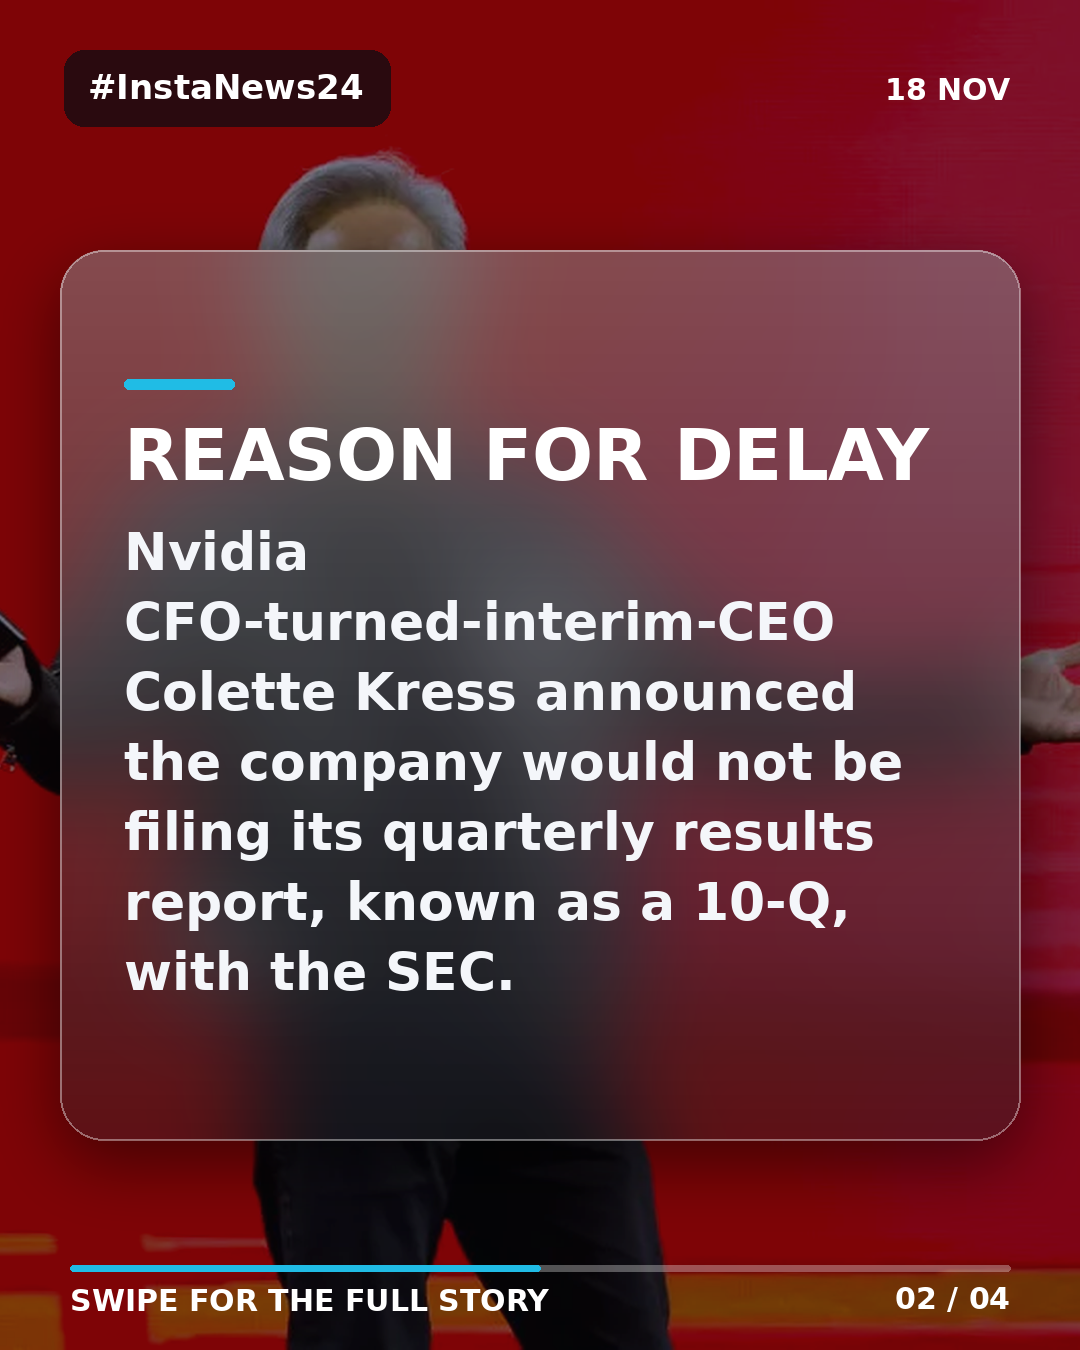 #InstaNews24
18 NOV
REASON FOR DELAY
Nvidia
CFO-turned-interim-CEO
Colette Kress announced
the company would not be
filing its quarterly results
report, known as a 10-Q,
with the SEC.
SWIPE FOR THE FULL STORY
02 / 04